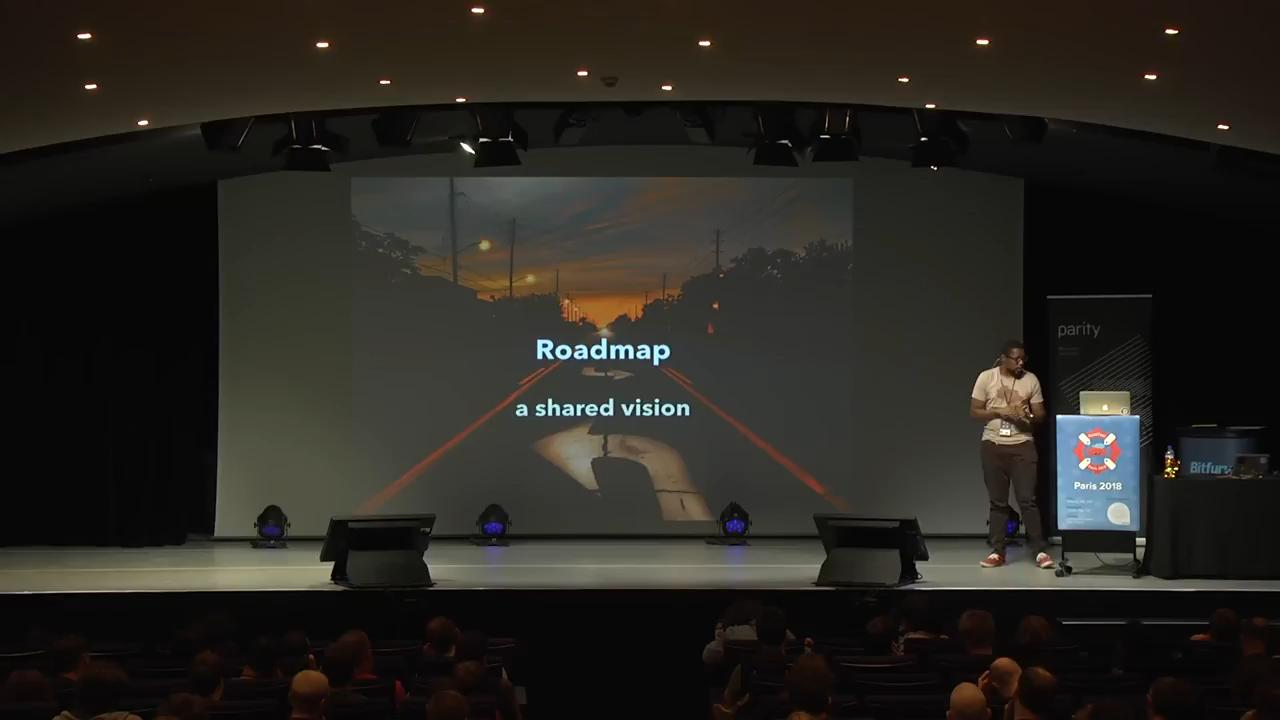 Roadmap
a shared vision
parity
Paris 2018
Bitfury